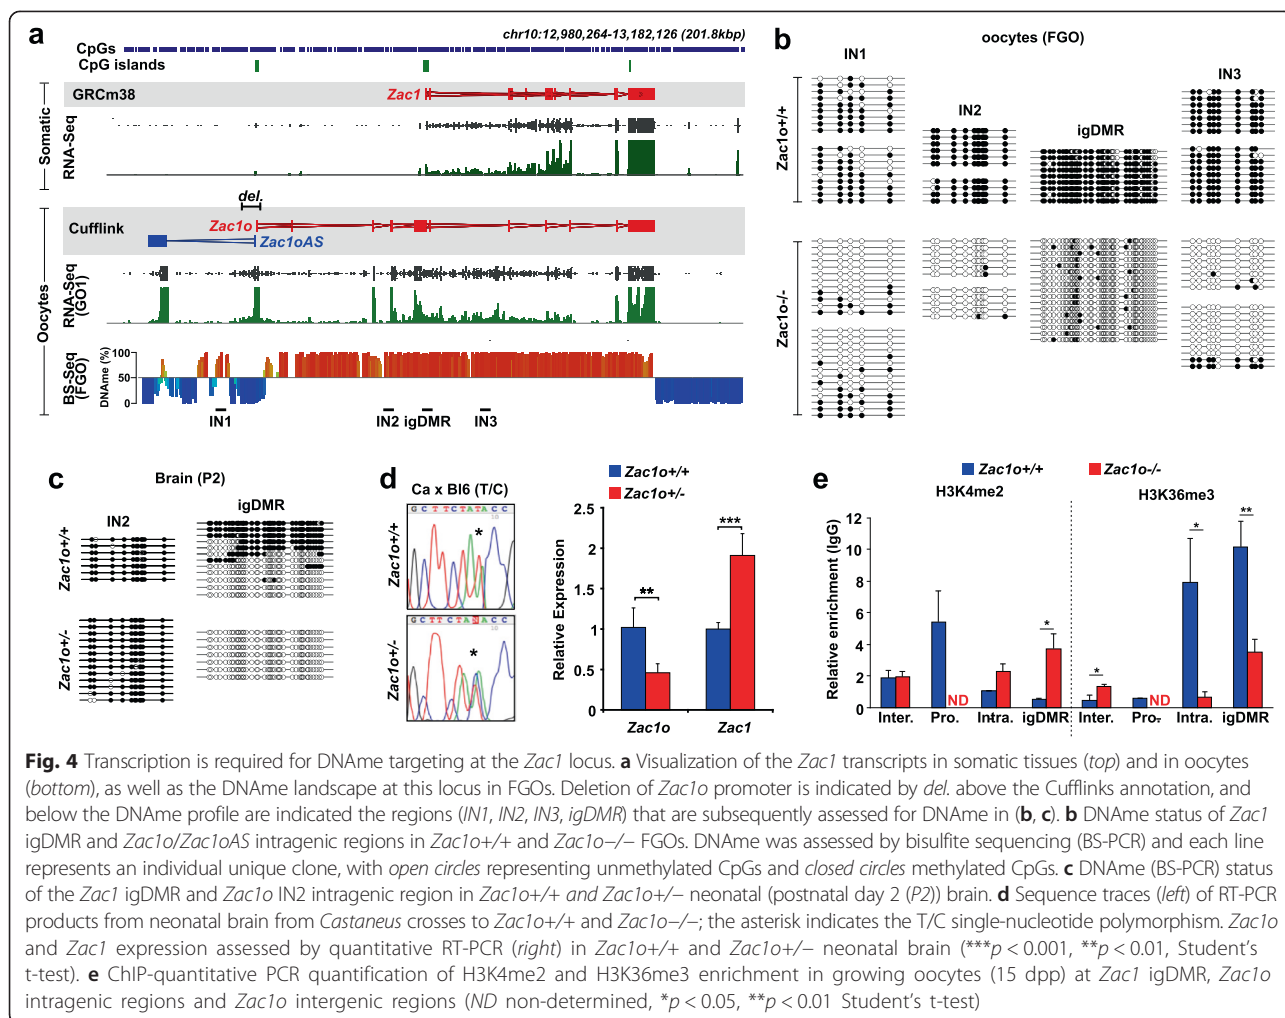 a
chr10:12,980,264-13,182,126 (201.8kbp)
CpGs
CpG islands
Somatic
GRCm38
Zac1
RNA-Seq
del.
Oocytes
Cufflink
Zac1o
Zac1oAS
RNA-Seq
(GO1)
BS-Seq
(FGO)
DNAme (%)
100
50
0
IN1
IN2
igDMR
IN3
b
oocytes (FGO)
IN1
IN2
igDMR
IN3
Zac1o+/+
Zac1o-/-
c
Brain (P2)
IN2
igDMR
Zac1o+/+
Zac1o+/-
d
Ca x Bl6 (T/C)
Zac1o+/+
G C T T C T A T A C C
10
*
Zac1o+/-
G C T T C T A N A C C
10
*
Zac1o+/+
Zac1o+/-
Relative Expression
2.5
2
1.5
1
0.5
0
**
***
Zac1o
Zac1
e
Zac1o+/+
Zac1o-/-
H3K4me2
H3K36me3
Relative enrichment (IgG)
12
10
8
6
4
2
0
ND
*
*
ND
*
**
Inter.
Pro.
Intra.
igDMR
Inter.
Pro.
Intra.
igDMR
Fig. 4 Transcription is required for DNAme targeting at the Zac1 locus. a Visualization of the Zac1 transcripts in somatic tissues (top) and in oocytes
(bottom), as well as the DNAme landscape at this locus in FGOs. Deletion of Zac1o promoter is indicated by del. above the Cufflinks annotation, and
below the DNAme profile are indicated the regions (IN1, IN2, IN3, igDMR) that are subsequently assessed for DNAme in (b, c). b DNAme status of Zac1
igDMR and Zac1o/Zac1oAS intragenic regions in Zac1o+/+ and Zac1o−/− FGOs. DNAme was assessed by bisulfite sequencing (BS-PCR) and each line
represents an individual unique clone, with open circles representing unmethylated CpGs and closed circles methylated CpGs. c DNAme (BS-PCR) status
of the Zac1 igDMR and Zac1o IN2 intragenic region in Zac1o+/+ and Zac1o+/− neonatal (postnatal day 2 (P2)) brain. d Sequence traces (left) of RT-PCR
products from neonatal brain from Castaneus crosses to Zac1o+/+ and Zac1o−/−; the asterisk indicates the T/C single-nucleotide polymorphism. Zac1o
and Zac1 expression assessed by quantitative RT-PCR (right) in Zac1o+/+ and Zac1o+/− neonatal brain (***p < 0.001, **p < 0.01, Student's
t-test). e ChIP-quantitative PCR quantification of H3K4me2 and H3K36me3 enrichment in growing oocytes (15 dpp) at Zac1 igDMR, Zac1o
intragenic regions and Zac1o intergenic regions (ND non-determined, *p < 0.05, **p < 0.01 Student's t-test)